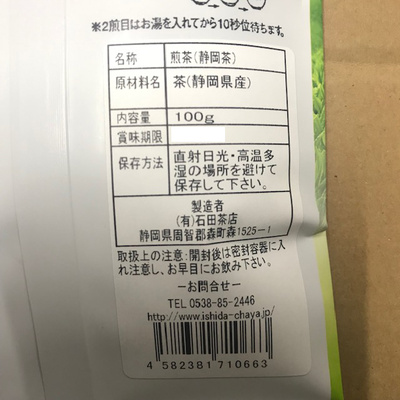 ※2煎目はお湯を入れてから10秒位待ちます。
名称 煎茶(静岡茶)
原材料名 茶(静岡県産)
内容量 100g
賞味期限
保存方法 直射日光・高温多
湿の場所を避けて
保存して下さい。
製造者
(有)石田茶店
静岡県周智郡森町森1525-1
取扱上の注意:開封後は密封容器に入
れ注意し、お早目にお飲み下さい。
ーお問合せー
TEL 0538-85-2446
http://www.ishida-chaya.jp/
4 582381 710663